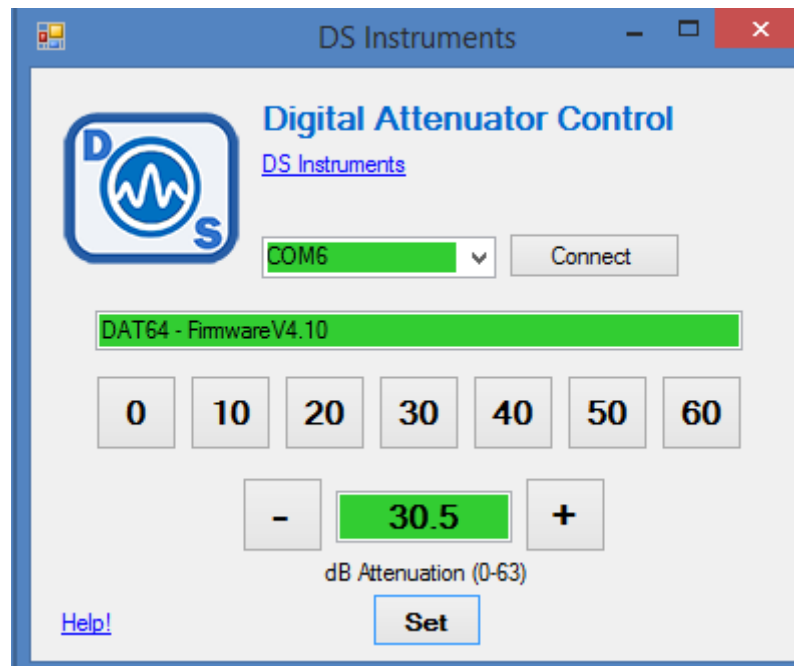 DS Instruments
D
S
Digital Attenuator Control
DS Instruments
COM6
Connect
DAT64 - FirmwareV4.10
0 10 20 30 40 50 60
- 30.5 +
dB Attenuation (0-63)
Help!
Set